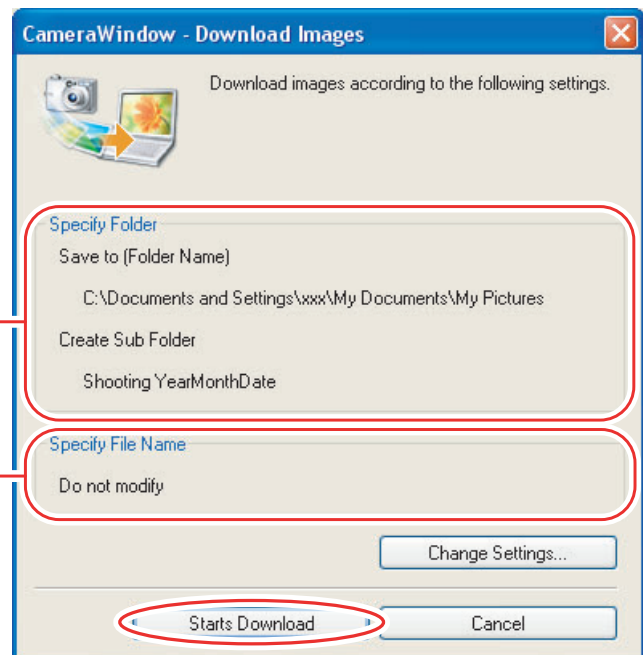 CameraWindow - Download Images
Download images according to the following settings.
Specify Folder
Save to (Folder Name)
C:\Documents and Settings\xxx\My Documents\My Pictures
Create Sub Folder
Shooting YearMonthDate
Specify File Name
Do not modify
Change Settings...
Starts Download
Cancel